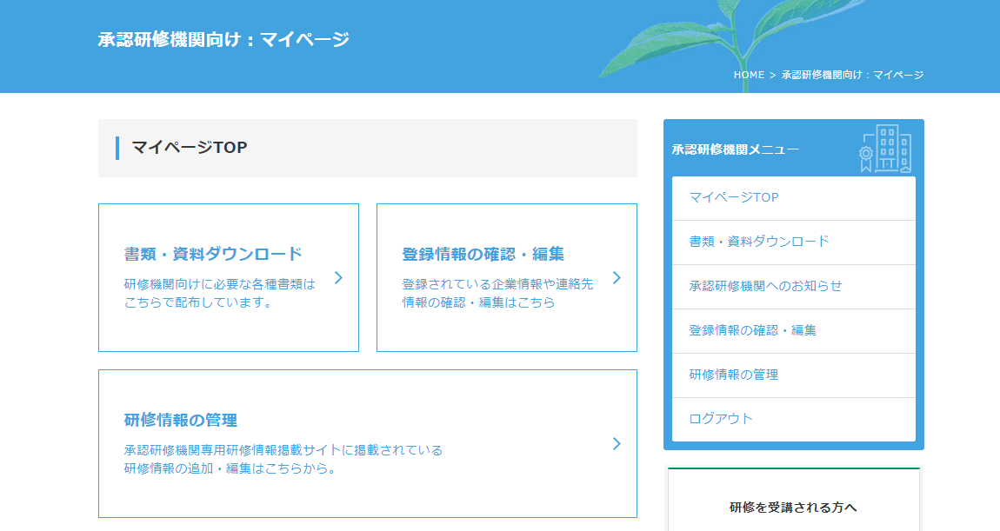 承認研修機関向け：マイページ
HOME > 承認研修機関向け：マイページ
マイページTOP
書類・資料ダウンロード
研修機関向けに必要な各種書類は
こちらで配布しています。
登録情報の確認・編集
登録されている企業情報や連絡先
情報の確認・編集はこちら
研修情報の管理
承認研修機関専用研修情報掲載サイトに掲載されている
研修情報の追加・編集はこちらから。
承認研修機関メニュー
マイページTOP
書類・資料ダウンロード
承認研修機関へのお知らせ
登録情報の確認・編集
研修情報の管理
ログアウト
研修を受講される方へ